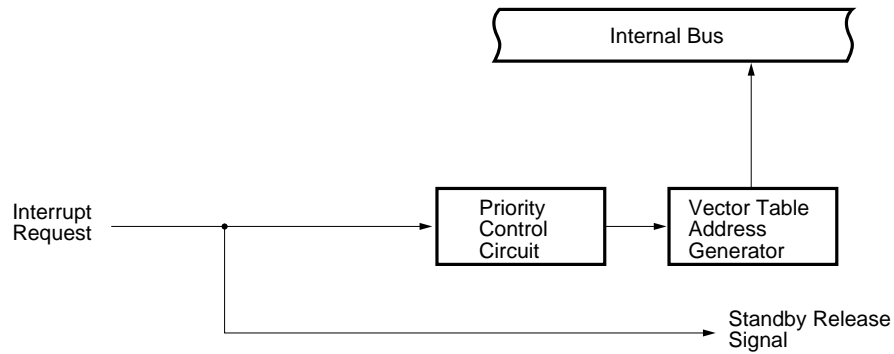 Internal Bus
Interrupt
Request
Priority
Control
Circuit
Vector Table
Address
Generator
Standby Release
Signal